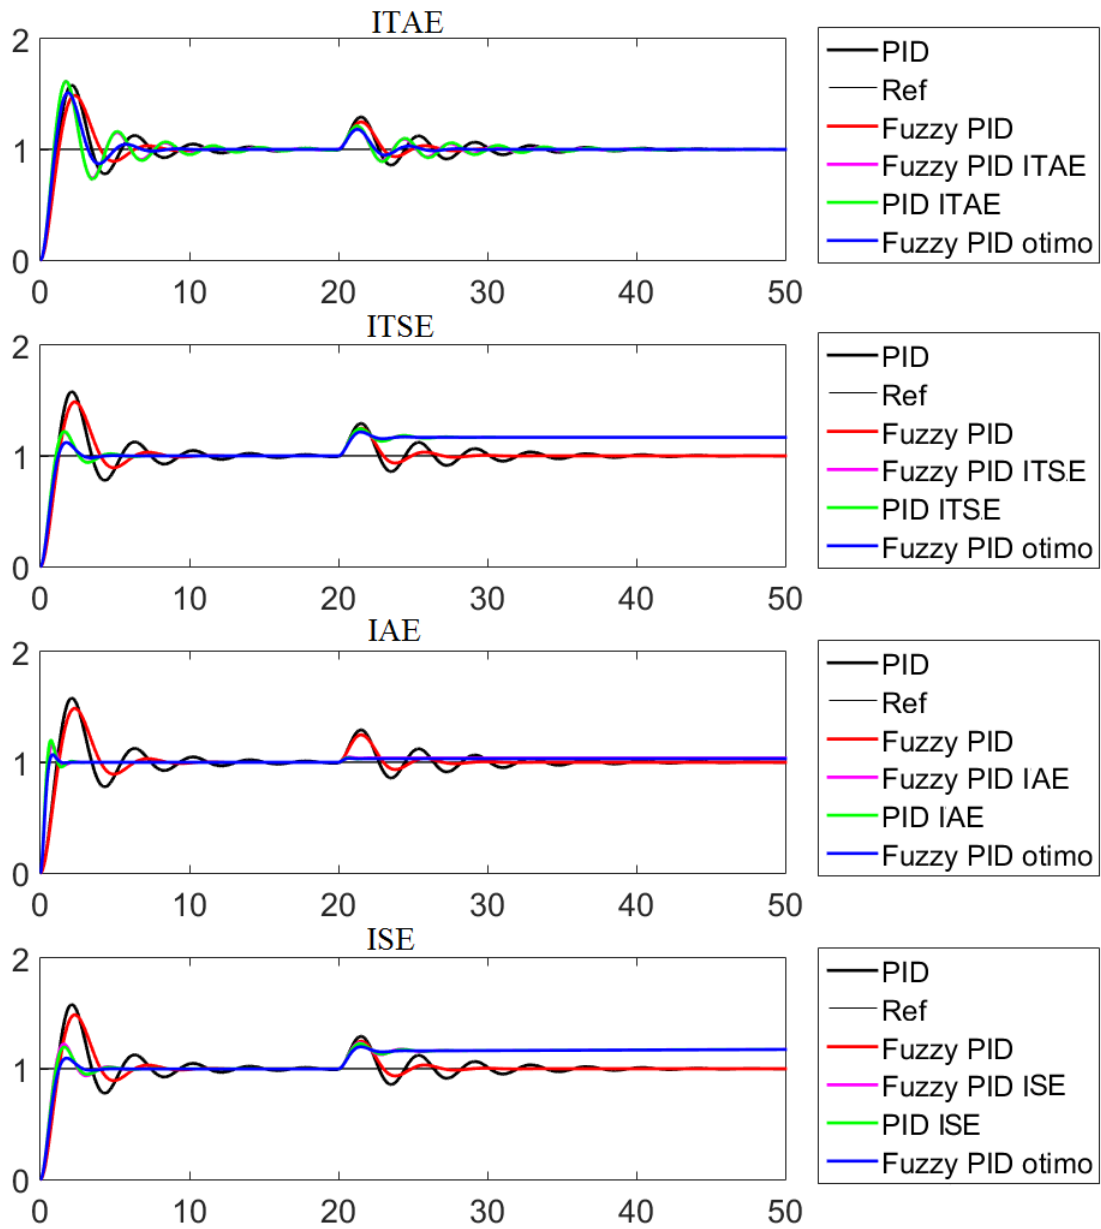 ITAE
2
1
0
0 10 20 30 40 50
PID
Ref
Fuzzy PID
Fuzzy PID ITAE
PID ITAE
Fuzzy PID otimo
ITSE
2
1
0
0 10 20 30 40 50
PID
Ref
Fuzzy PID
Fuzzy PID ITSE
PID ITSE
Fuzzy PID otimo
IAE
2
1
0
0 10 20 30 40 50
PID
Ref
Fuzzy PID
Fuzzy PID IAE
PID IAE
Fuzzy PID otimo
ISE
2
1
0
0 10 20 30 40 50
PID
Ref
Fuzzy PID
Fuzzy PID ISE
PID ISE
Fuzzy PID otimo